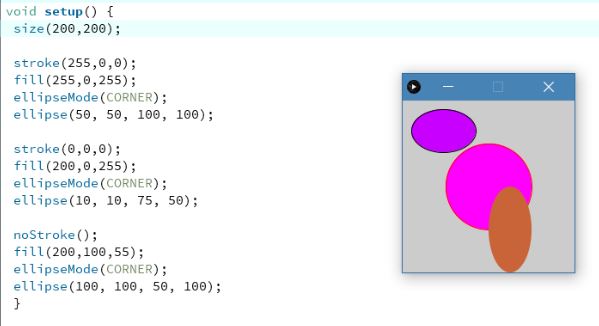 void setup() {
size(200,200);
stroke(255,0,0);
fill(255,0,255);
ellipseMode(CORNER);
ellipse(50, 50, 100, 100);
stroke(0,0,0);
fill(200,0,255);
ellipseMode(CORNER);
ellipse(10, 10, 75, 50);
noStroke();
fill(200,100,55);
ellipseMode(CORNER);
ellipse(100, 100, 50, 100);
}